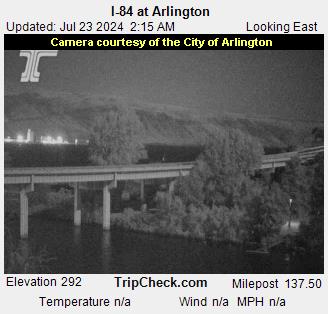 I-84 at Arlington
Updated: Jul 23 2024 2:15 AM Looking East
Camera courtesy of the City of Arlington
Elevation 292 TripCheck.com Milepost 137.50
Temperature n/a Wind n/a MPH n/a